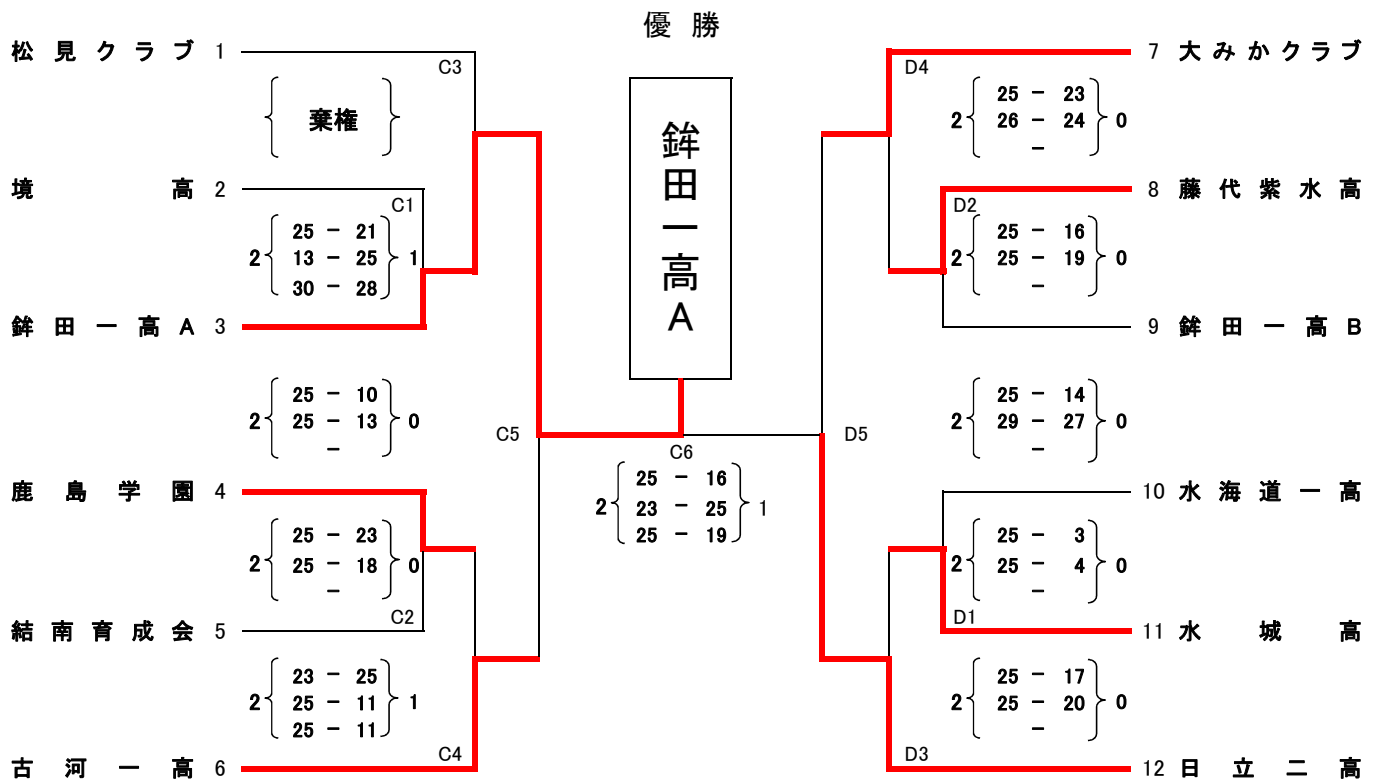 優勝
松見クラブ 1
C3
棄権
境高 2
C1
2 25 - 21 1
13 - 25
30 - 28
鉾田一高A 3
2 25 - 10 0
25 - 13
-
C5
鹿島学園 4
2 25 - 23 0
25 - 18
-
C2
結南育成会 5
2 23 - 25 1
25 - 11
25 - 11
C4
古河一高 6
鉾田一高A
C6
2 25 - 16 1
23 - 25
25 - 19
7 大みかクラブ
D4
2 25 - 23 0
26 - 24
-
8 藤代紫水高
D2
2 25 - 16 0
25 - 19
-
9 鉾田一高B
2 25 - 14 0
29 - 27
-
D5
10 水海道一高
2 25 - 3 0
25 - 4
-
D1
11 水城高
2 25 - 17 0
25 - 20
-
D3
12 日立二高